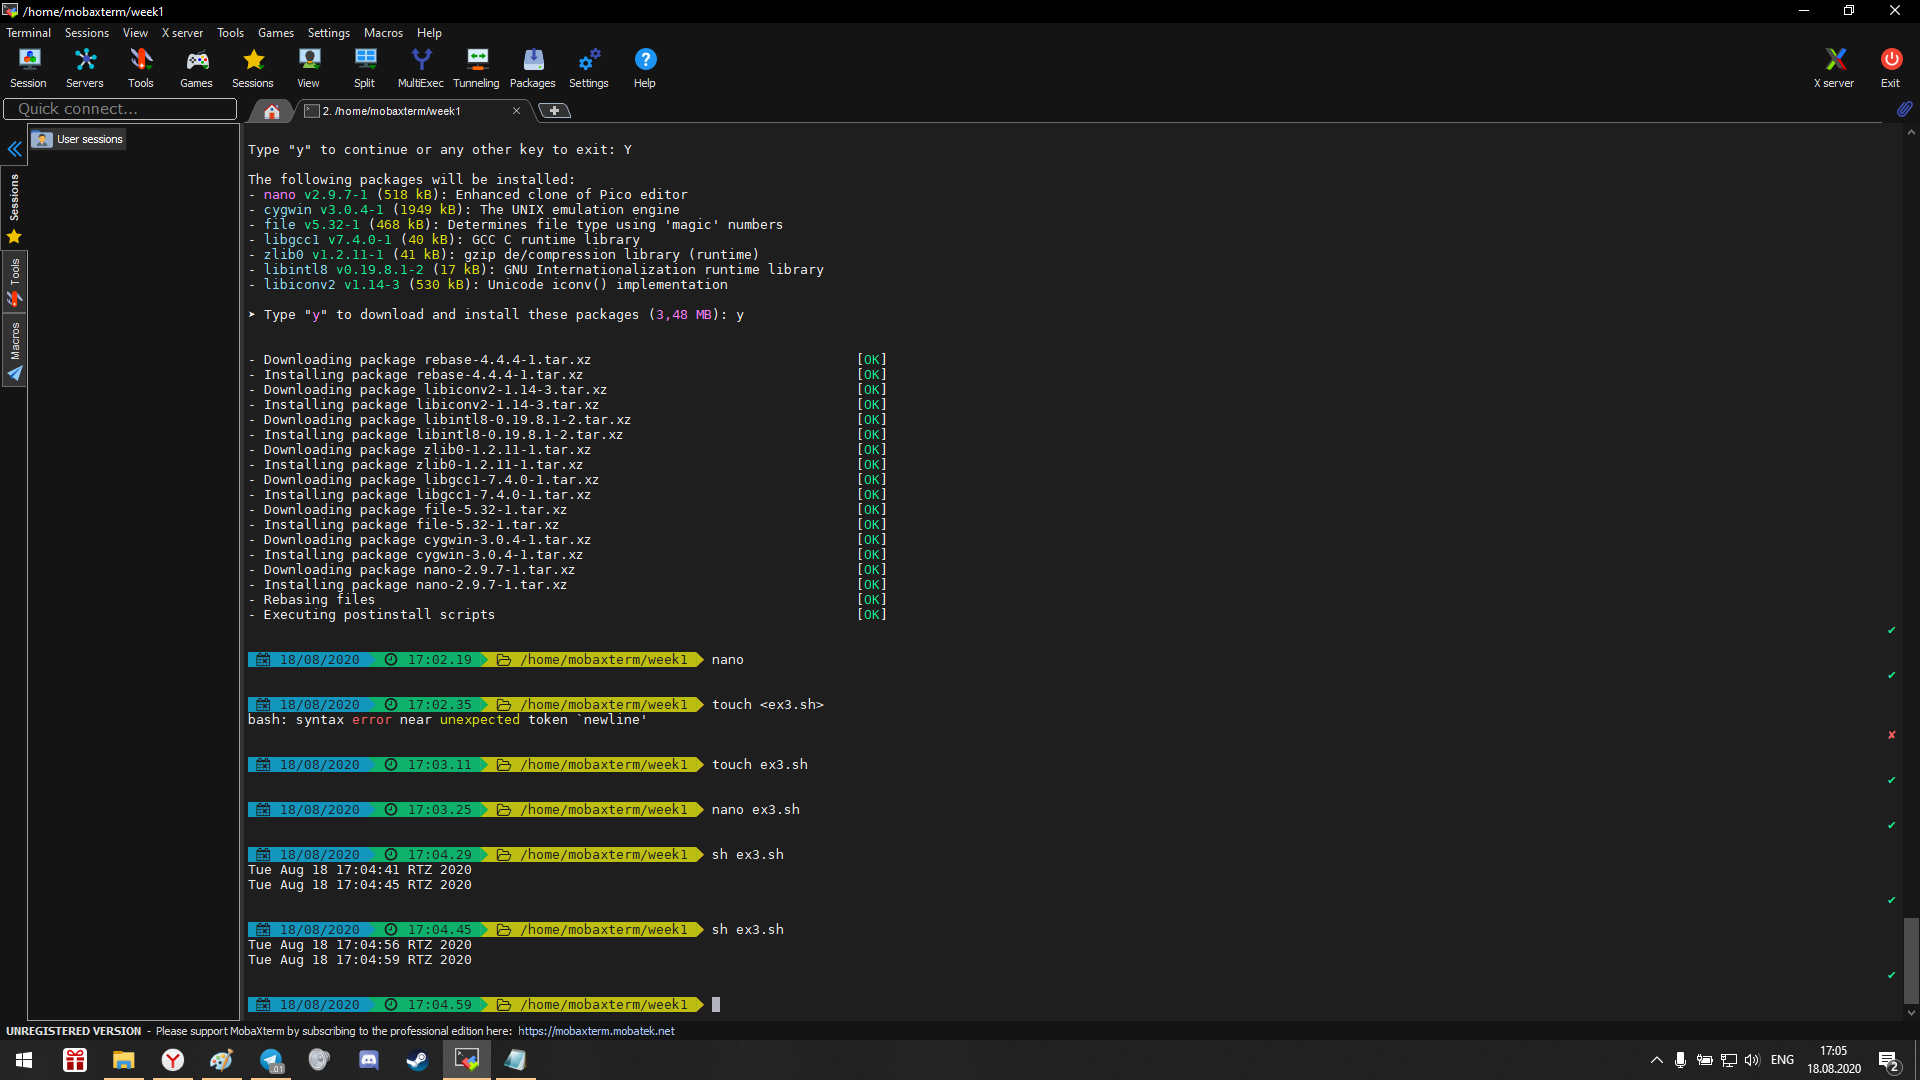 /home/mobaxterm/week1
Terminal Sessions View X server Tools Games Settings Macros Help
Session Servers Tools Games Sessions View Split MultiExec Tunneling Packages Settings Help X server Exit
Quick connect...
2. /home/mobaxterm/week1
User sessions
Sessions
Tools
Macros
Type "y" to continue or any other key to exit: Y
The following packages will be installed:
- nano v2.9.7-1 (518 kB): Enhanced clone of Pico editor
- cygwin v3.0.4-1 (1949 kB): The UNIX emulation engine
- file v5.32-1 (468 kB): Determines file type using 'magic' numbers
- libgcc1 v7.4.0-1 (40 kB): GCC C runtime library
- zlib0 v1.2.11-1 (41 kB): gzip de/compression library (runtime)
- libintl8 v0.19.8.1-2 (17 kB): GNU Internationalization runtime library
- libiconv2 v1.14-3 (530 kB): Unicode iconv() implementation
➤ Type "y" to download and install these packages (3,48 MB): y
- Downloading package rebase-4.4.4-1.tar.xz [OK]
- Installing package rebase-4.4.4-1.tar.xz [OK]
- Downloading package libiconv2-1.14-3.tar.xz [OK]
- Installing package libiconv2-1.14-3.tar.xz [OK]
- Downloading package libintl8-0.19.8.1-2.tar.xz [OK]
- Installing package libintl8-0.19.8.1-2.tar.xz [OK]
- Downloading package zlib0-1.2.11-1.tar.xz [OK]
- Installing package zlib0-1.2.11-1.tar.xz [OK]
- Downloading package libgcc1-7.4.0-1.tar.xz [OK]
- Installing package libgcc1-7.4.0-1.tar.xz [OK]
- Downloading package file-5.32-1.tar.xz [OK]
- Installing package file-5.32-1.tar.xz [OK]
- Downloading package cygwin-3.0.4-1.tar.xz [OK]
- Installing package cygwin-3.0.4-1.tar.xz [OK]
- Downloading package nano-2.9.7-1.tar.xz [OK]
- Installing package nano-2.9.7-1.tar.xz [OK]
- Rebasing files [OK]
- Executing postinstall scripts [OK]
18/08/2020 17:02.19 /home/mobaxterm/week1 nano
18/08/2020 17:02.35 /home/mobaxterm/week1 touch <ex3.sh>
bash: syntax error near unexpected token `newline'
18/08/2020 17:03.11 /home/mobaxterm/week1 touch ex3.sh
18/08/2020 17:03.25 /home/mobaxterm/week1 nano ex3.sh
18/08/2020 17:04.29 /home/mobaxterm/week1 sh ex3.sh
Tue Aug 18 17:04:41 RTZ 2020
Tue Aug 18 17:04:45 RTZ 2020
18/08/2020 17:04.45 /home/mobaxterm/week1 sh ex3.sh
Tue Aug 18 17:04:56 RTZ 2020
Tue Aug 18 17:04:59 RTZ 2020
18/08/2020 17:04.59 /home/mobaxterm/week1
UNREGISTERED VERSION - Please support MobaXterm by subscribing to the professional edition here: https://mobaxterm.mobatek.net
.01
ENG
17:05
18.08.2020
2